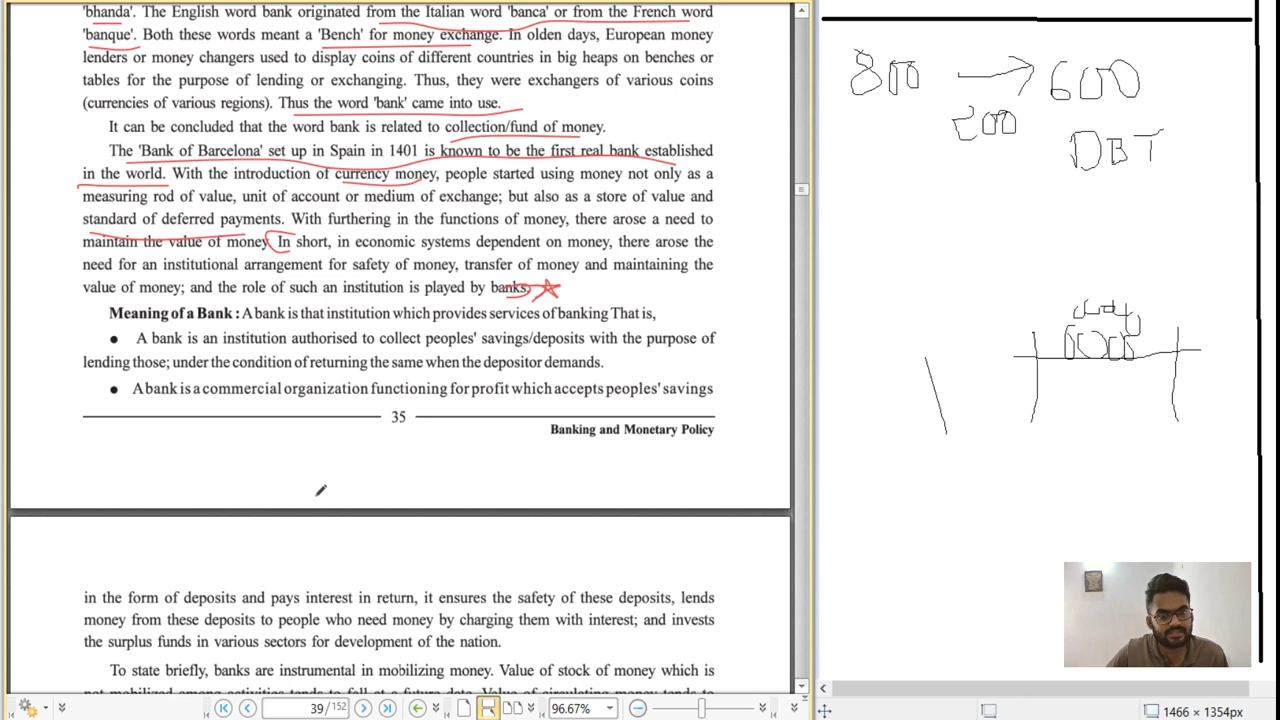 'bhanda'. The English word bank originated from the Italian word 'banca' or from the French word
'banque'. Both these words meant a 'Bench' for money exchange. In olden days, European money
lenders or money changers used to display coins of different countries in big heaps on benches or
tables for the purpose of lending or exchanging. Thus, they were exchangers of various coins
(currencies of various regions). Thus the word 'bank' came into use.
It can be concluded that the word bank is related to collection/fund of money.
The 'Bank of Barcelona' set up in Spain in 1401 is known to be the first real bank established
in the world. With the introduction of currency money, people started using money not only as a
measuring rod of value, unit of account or medium of exchange; but also as a store of value and
standard of deferred payments. With furthering in the functions of money, there arose a need to
maintain the value of money. In short, in economic systems dependent on money, there arose the
need for an institutional arrangement for safety of money, transfer of money and maintaining the
value of money; and the role of such an institution is played by banks.
Meaning of a Bank : A bank is that institution which provides services of banking That is,
● A bank is an institution authorised to collect peoples' savings/deposits with the purpose of
lending those; under the condition of returning the same when the depositor demands.
● A bank is a commercial organization functioning for profit which accepts peoples' savings
35
Banking and Monetary Policy
in the form of deposits and pays interest in return, it ensures the safety of these deposits, lends
money from these deposits to people who need money by charging them with interest; and invests
the surplus funds in various sectors for development of the nation.
To state briefly, banks are instrumental in mobilizing money. Value of stock of money which is
39 /152
96.67%
800 → 600
200
DBT
1466 × 1354px